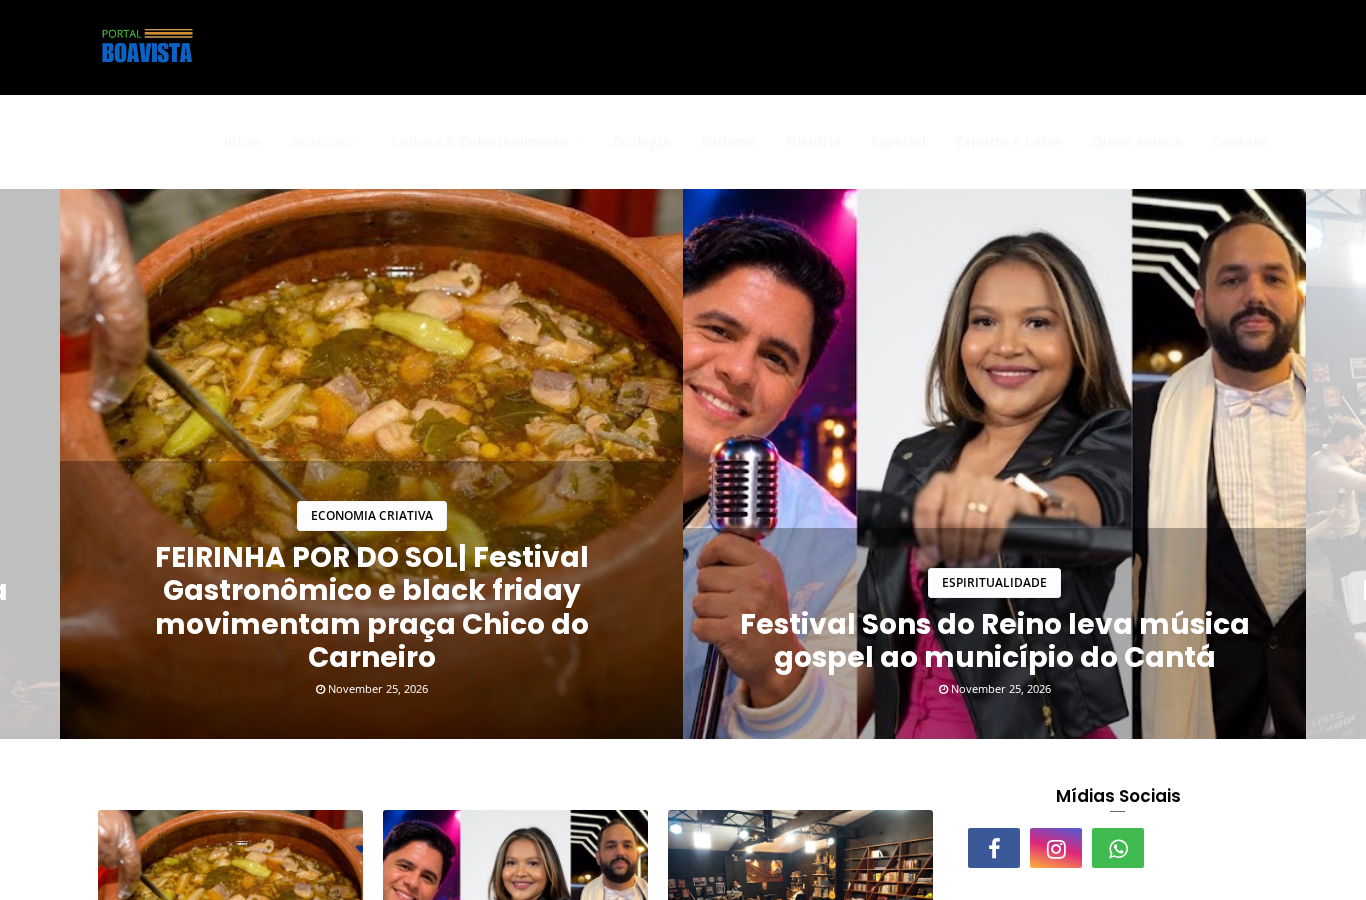 PORTAL
BOAVISTA
Início Notícias Cultura & Entretenimento Ecologia Turismo História Especial Esporte e Lazer Quem somos Contato
a
ECONOMIA CRIATIVA
FEIRINHA POR DO SOL| Festival
Gastronômico e black friday
movimentam praça Chico do
Carneiro
November 25, 2026
ESPIRITUALIDADE
Festival Sons do Reino leva música
gospel ao município do Cantá
November 25, 2026
Mídias Sociais